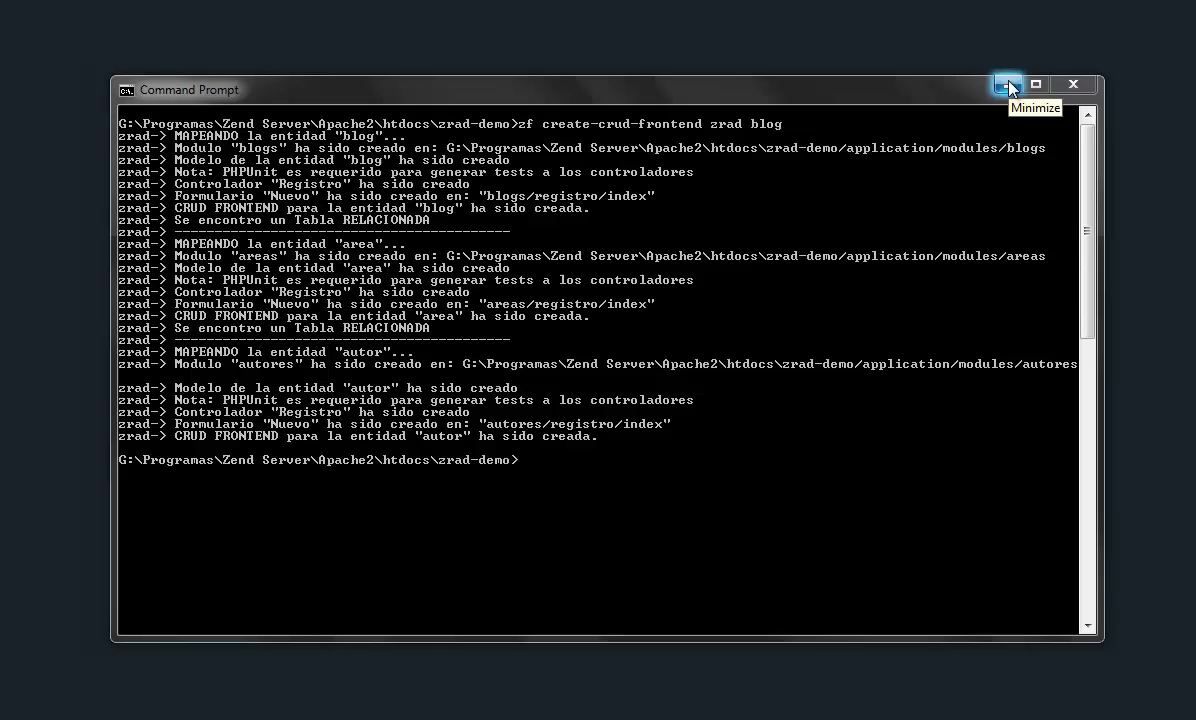 Command Prompt
Minimize
G:\Programas\Zend Server\Apache2\htdocs\zrad-demo>zf create-crud-frontend zrad blog
zrad-> MAPEANDO la entidad "blog"...
zrad-> Modulo "blogs" ha sido creado en: G:\Programas\Zend Server\Apache2\htdocs\zrad-demo/application/modules/blogs
zrad-> Modelo de la entidad "blog" ha sido creado
zrad-> Nota: PHPUnit es requerido para generar tests a los controladores
zrad-> Controlador "Registro" ha sido creado
zrad-> Formulario "Nuevo" ha sido creado en: "blogs/registro/index"
zrad-> CRUD FRONTEND para la entidad "blog" ha sido creada.
zrad-> Se encontro un Tabla RELACIONADA
zrad-> ------------------------------------------
zrad-> MAPEANDO la entidad "area"...
zrad-> Modulo "areas" ha sido creado en: G:\Programas\Zend Server\Apache2\htdocs\zrad-demo/application/modules/areas
zrad-> Modelo de la entidad "area" ha sido creado
zrad-> Nota: PHPUnit es requerido para generar tests a los controladores
zrad-> Controlador "Registro" ha sido creado
zrad-> Formulario "Nuevo" ha sido creado en: "areas/registro/index"
zrad-> CRUD FRONTEND para la entidad "area" ha sido creada.
zrad-> Se encontro un Tabla RELACIONADA
zrad-> ------------------------------------------
zrad-> MAPEANDO la entidad "autor"...
zrad-> Modulo "autores" ha sido creado en: G:\Programas\Zend Server\Apache2\htdocs\zrad-demo/application/modules/autores
zrad-> Modelo de la entidad "autor" ha sido creado
zrad-> Nota: PHPUnit es requerido para generar tests a los controladores
zrad-> Controlador "Registro" ha sido creado
zrad-> Formulario "Nuevo" ha sido creado en: "autores/registro/index"
zrad-> CRUD FRONTEND para la entidad "autor" ha sido creada.
G:\Programas\Zend Server\Apache2\htdocs\zrad-demo>